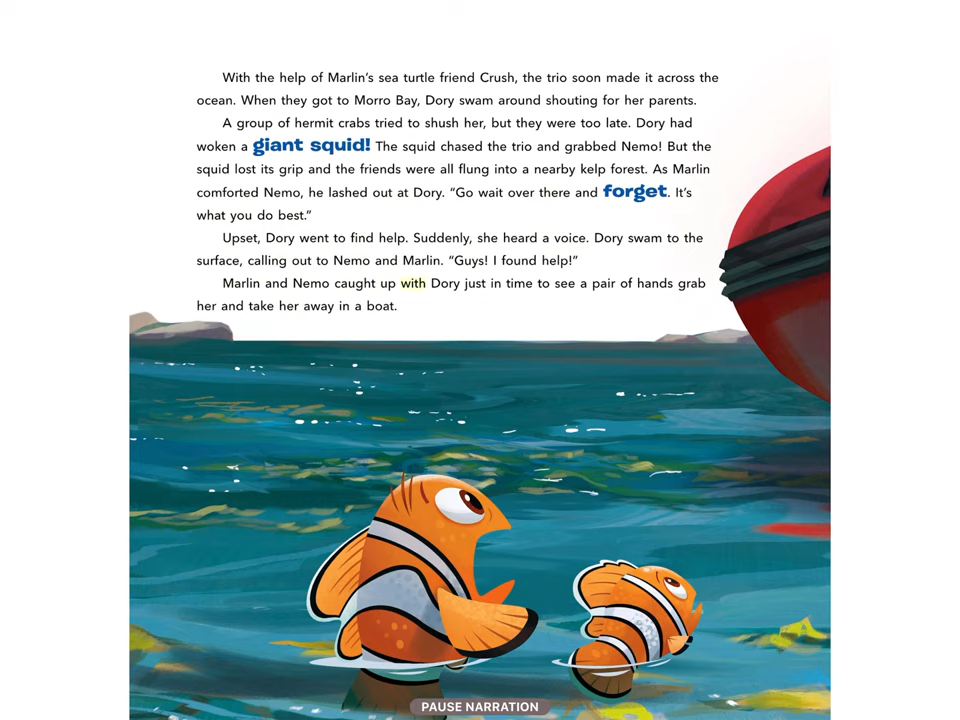 With the help of Marlin's sea turtle friend Crush, the trio soon made it across the
ocean. When they got to Morro Bay, Dory swam around shouting for her parents.
A group of hermit crabs tried to shush her, but they were too late. Dory had
woken a giant squid! The squid chased the trio and grabbed Nemo! But the
squid lost its grip and the friends were all flung into a nearby kelp forest. As Marlin
comforted Nemo, he lashed out at Dory. “Go wait over there and forget. It's
what you do best.”
Upset, Dory went to find help. Suddenly, she heard a voice. Dory swam to the
surface, calling out to Nemo and Marlin. “Guys! I found help!”
Marlin and Nemo caught up with Dory just in time to see a pair of hands grab
her and take her away in a boat.
PAUSE NARRATION